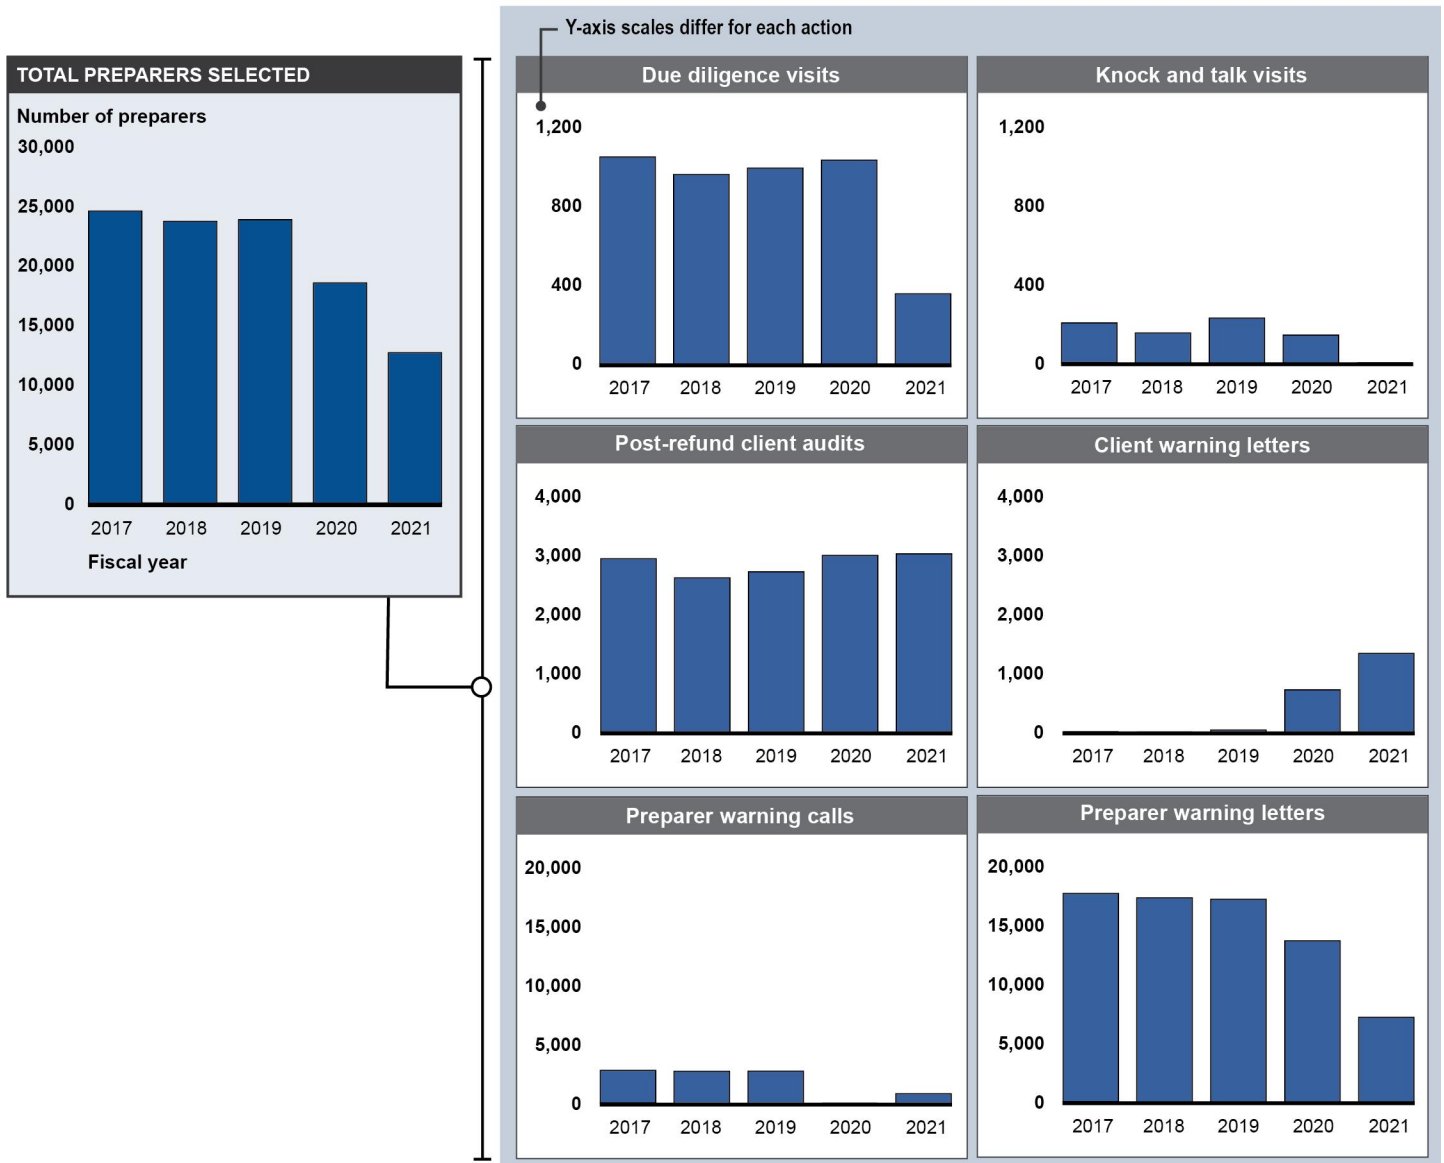 Y-axis scales differ for each action
TOTAL PREPARERS SELECTED
Number of preparers
30,000
25,000
20,000
15,000
10,000
5,000
0
2017 2018 2019 2020 2021
Fiscal year
Due diligence visits
1,200
800
400
0
2017 2018 2019 2020 2021
Knock and talk visits
1,200
800
400
0
2017 2018 2019 2020 2021
Post-refund client audits
4,000
3,000
2,000
1,000
0
2017 2018 2019 2020 2021
Client warning letters
4,000
3,000
2,000
1,000
0
2017 2018 2019 2020 2021
Preparer warning calls
20,000
15,000
10,000
5,000
0
2017 2018 2019 2020 2021
Preparer warning letters
20,000
15,000
10,000
5,000
0
2017 2018 2019 2020 2021